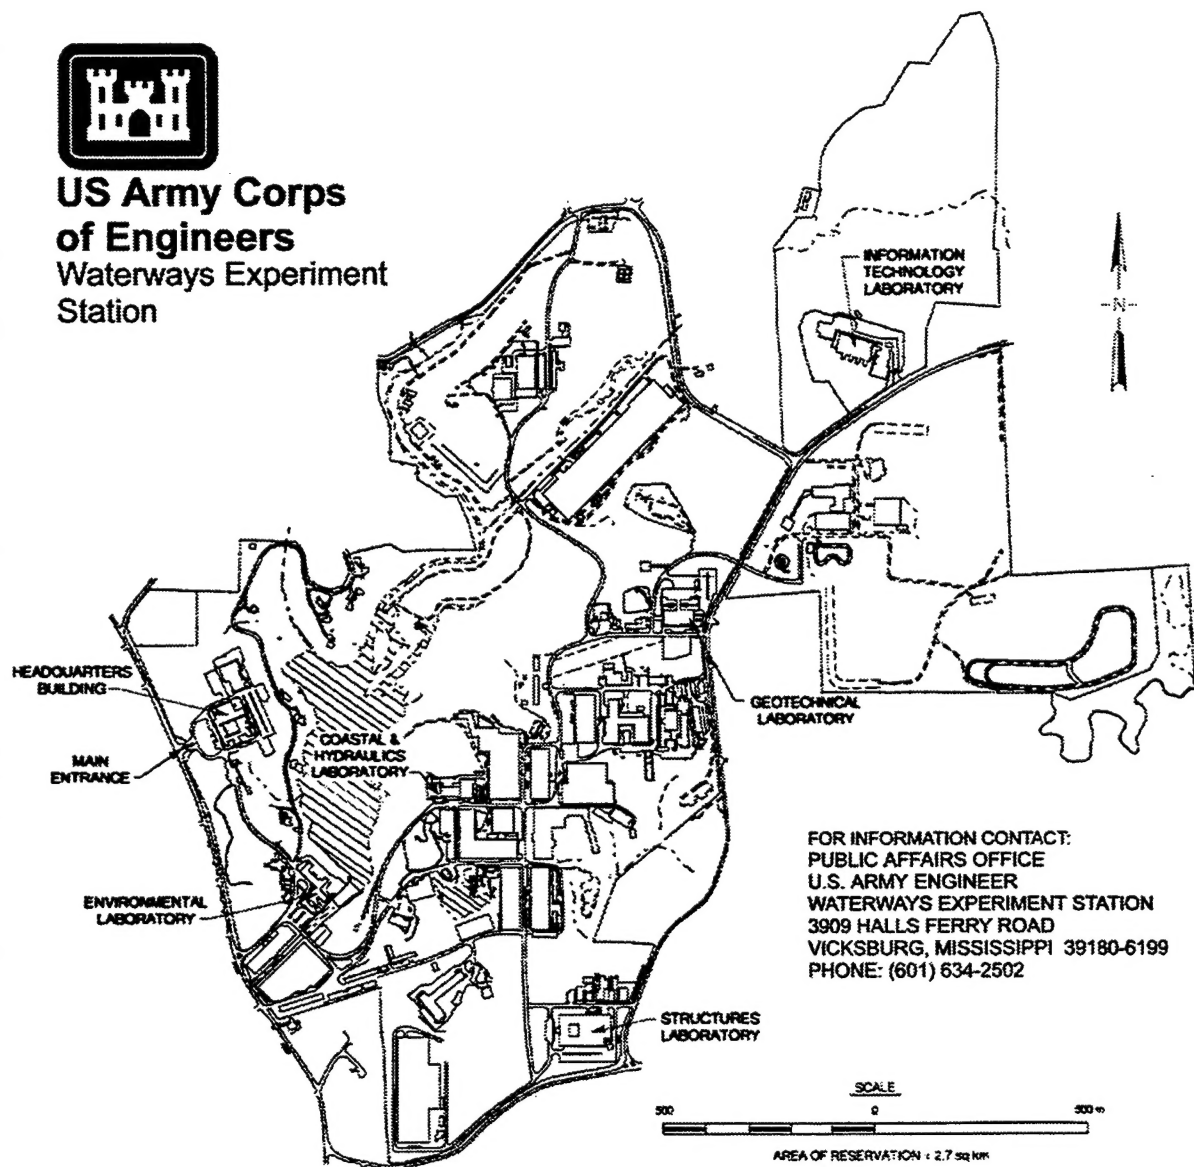 US Army Corps
of Engineers
Waterways Experiment
Station
INFORMATION
TECHNOLOGY
LABORATORY
N
HEADQUARTERS
BUILDING
MAIN
ENTRANCE
COASTAL &
HYDRAULICS
LABORATORY
GEOTECHNICAL
LABORATORY
ENVIRONMENTAL
LABORATORY
STRUCTURES
LABORATORY
FOR INFORMATION CONTACT:
PUBLIC AFFAIRS OFFICE
U.S. ARMY ENGINEER
WATERWAYS EXPERIMENT STATION
3909 HALLS FERRY ROAD
VICKSBURG, MISSISSIPPI 39180-6199
PHONE: (601) 634-2502
SCALE
500 0 500 m
AREA OF RESERVATION : 2.7 sq km